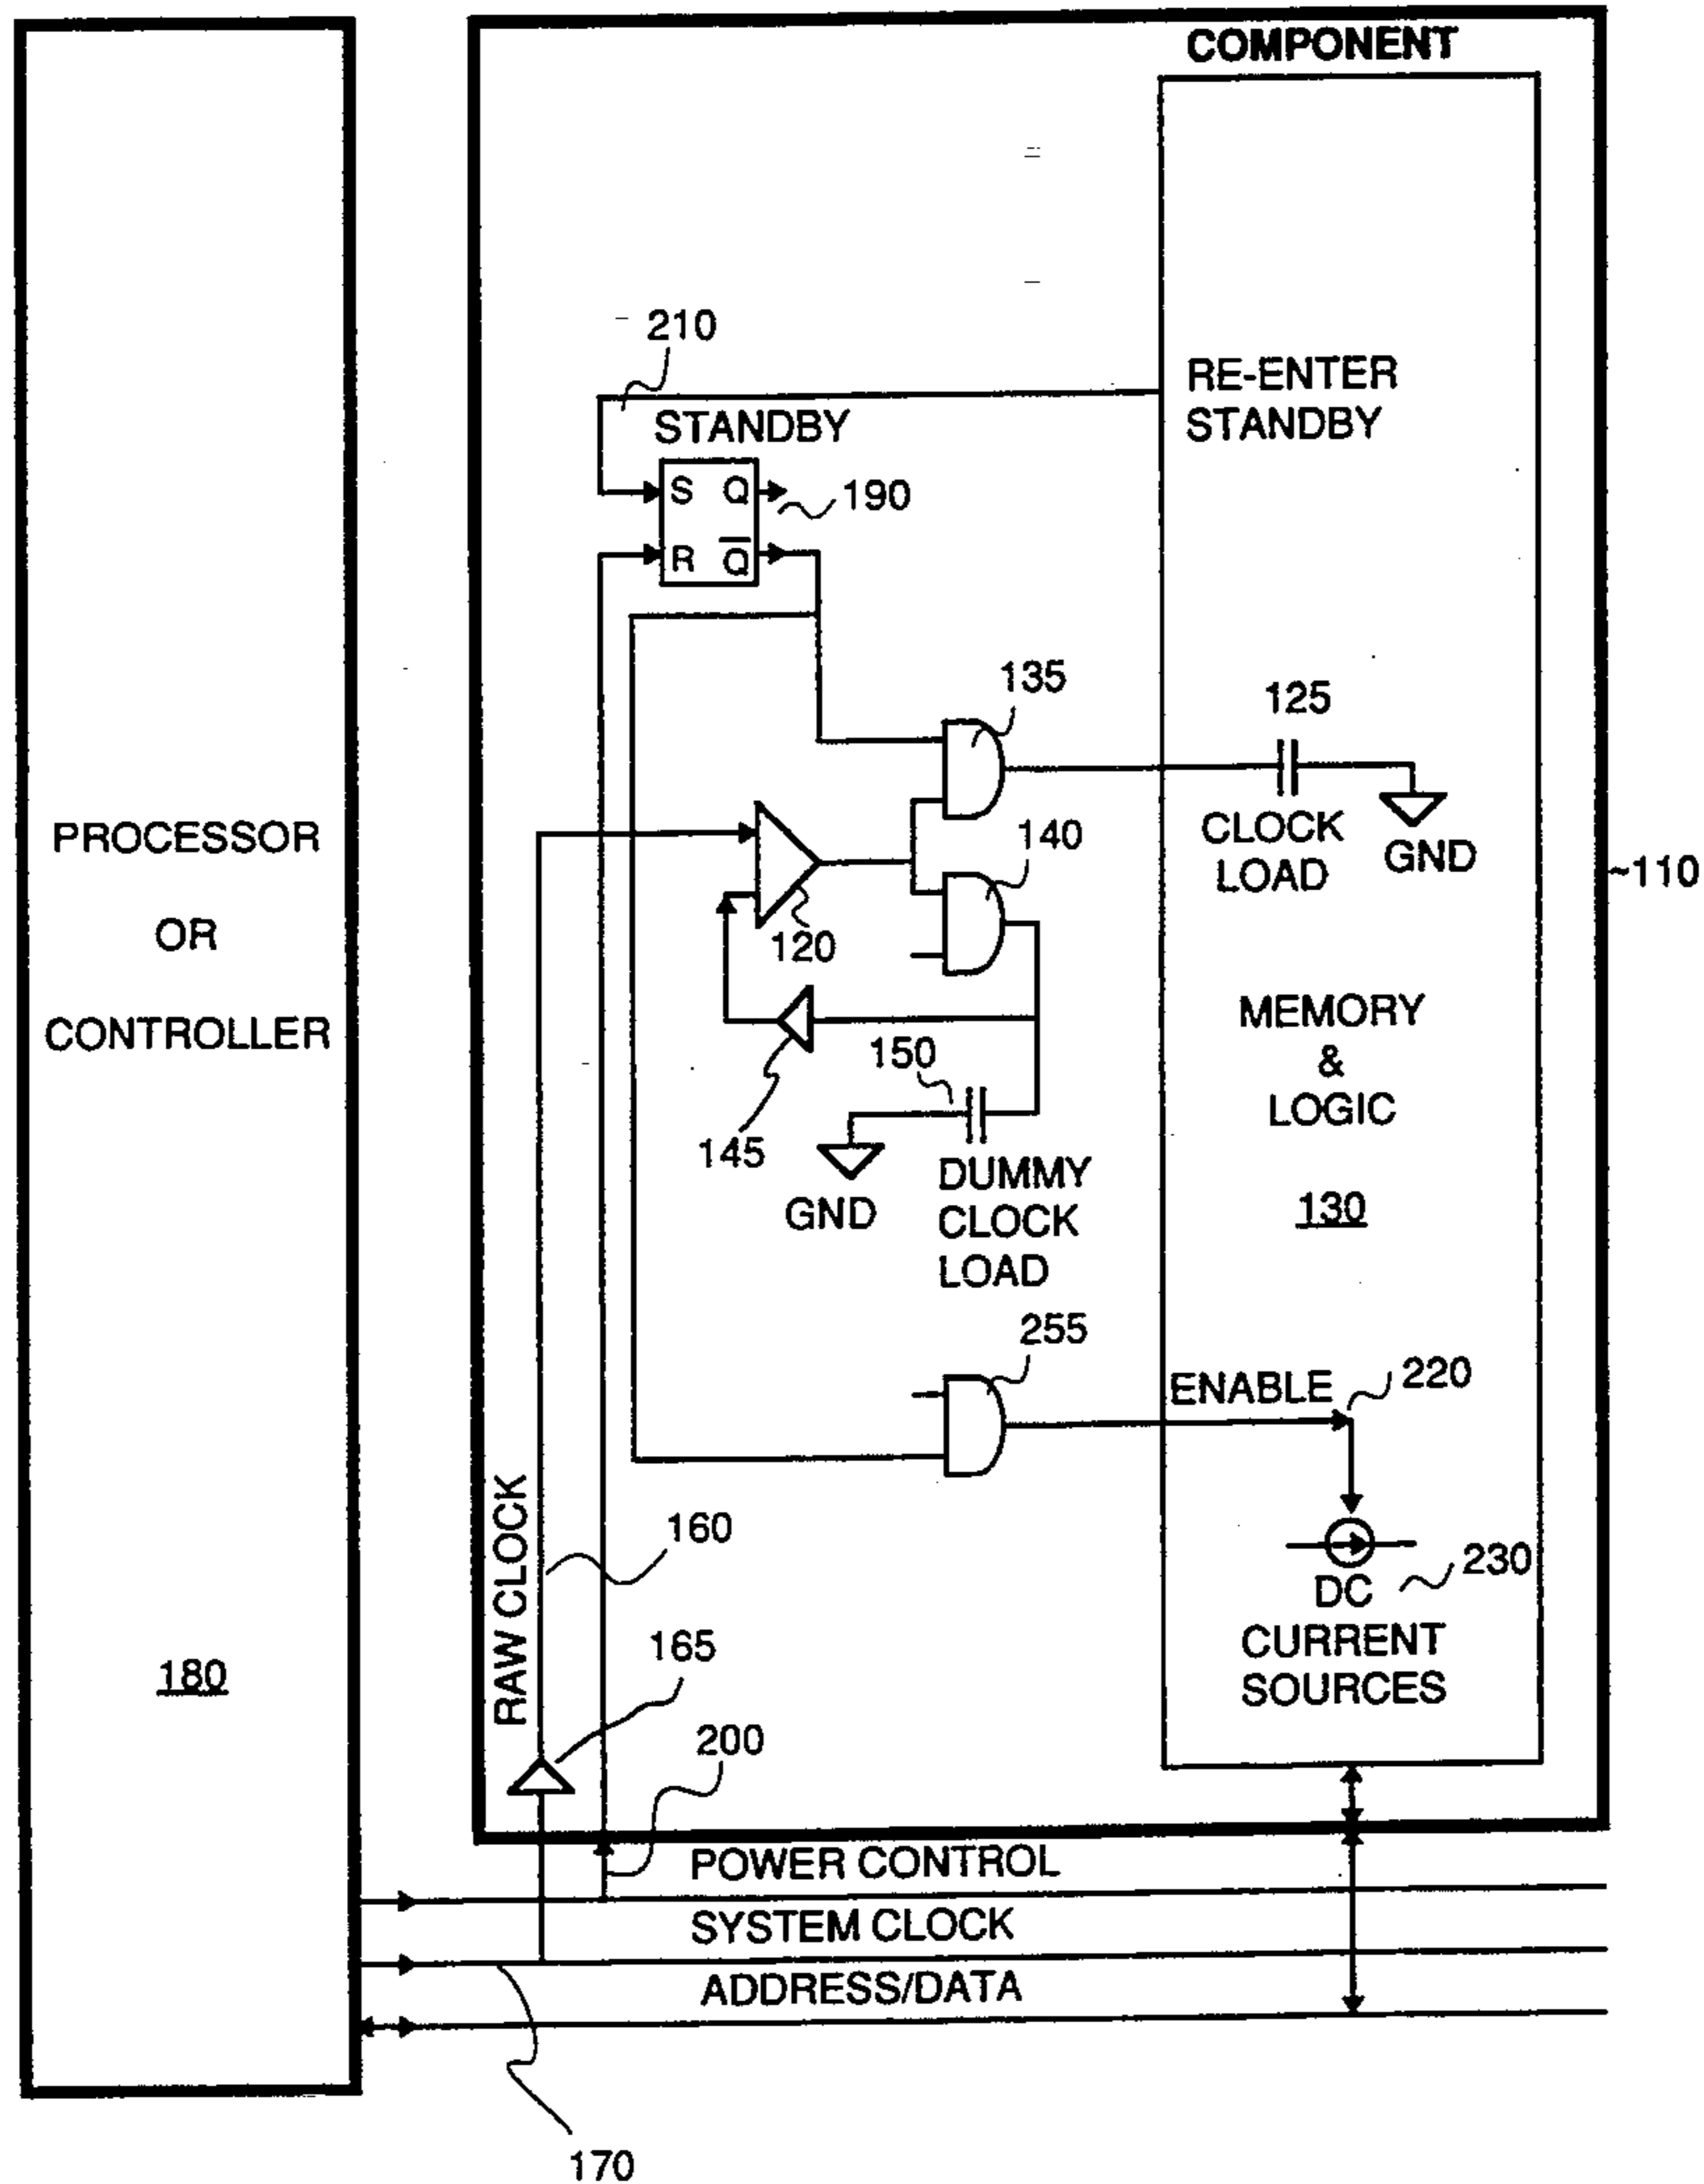 COMPONENT
210
RE-ENTER
STANDBY
STANDBY
S Q
190
R Q̅
135
125
140
CLOCK
LOAD
GND
~110
PROCESSOR
OR
CONTROLLER
120
MEMORY
&
LOGIC
150
145
GND
DUMMY
CLOCK
LOAD
130
255
ENABLE
220
RAW CLOCK
160
230
DC
CURRENT
SOURCES
165
180
200
POWER CONTROL
SYSTEM CLOCK
ADDRESS/DATA
170